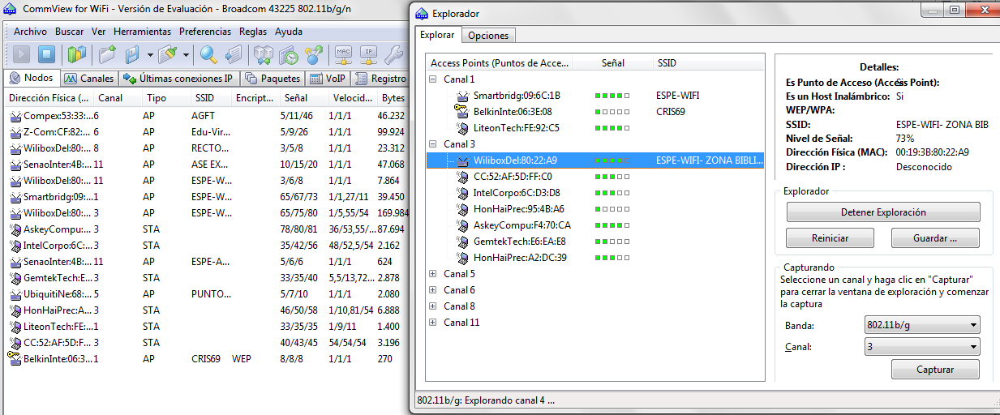 CommView for WiFi - Versión de Evaluación - Broadcom 43225 802.11b/g/n
Archivo Buscar Ver Herramientas Preferencias Reglas Ayuda
MAC IP
Nodos Canales Últimas conexiones IP Paquetes VoIP Registro
Dirección Física (... Canal Tipo SSID Encript... Señal Velocid... Bytes
Compex:53:33:... 6 AP AGFT 5/11/46 1/1/1 46.232
Z-Com:CF:82:... 6 AP Edu-Vir... 5/9/26 1/1/1 99.924
WiliboxDel:80:... 8 AP RECTO... 3/5/8 1/1/1 23.312
SenaoInter:4B:... 11 AP ASE EX... 10/15/20 1/1/1 47.068
WiliboxDel:80:... 11 AP ESPE-W... 3/6/8 1/1/1 7.864
Smartbridg:09:... 1 AP ESPE-W... 65/67/73 1/1,27/11 39.450
WiliboxDel:80:... 3 AP ESPE-W... 65/75/80 1/5,55/54 169.984
AskeyCompu:... 3 STA 78/80/81 36/53,55/... 87.694
IntelCorpo:6C:... 3 STA 35/42/56 48/52,5/54 2.162
SenaoInter:4B:... 11 AP ESPE-A... 5/6/6 1/1/1 624
GemtekTech:E... 3 STA 33/35/40 5,5/13,72... 2.878
UbiquitiNe:68:... 5 AP PUNTO... 5/7/10 1/1/1 2.080
HonHaiPrec:A... 3 STA 46/50/58 1/10,81/54 6.888
LiteonTech:FE:... 1 STA 33/35/35 1/9/11 1.400
CC:52:AF:5D:F... 3 STA 40/43/45 54/54/54 3.196
BelkinInte:06:3... 1 AP CRIS69 WEP 8/8/8 1/1/1 270
Explorador
Explorar Opciones
Access Points (Puntos de Acce... Señal SSID
Canal 1
Smartbridg:09:6C:1B ESPE-WIFI
BelkinInte:06:3E:08 CRIS69
LiteonTech:FE:92:C5
Canal 3
WiliboxDel:80:22:A9 ESPE-WIFI- ZONA BIBLI...
CC:52:AF:5D:FF:C0
IntelCorpo:6C:D3:D8
HonHaiPrec:95:4B:A6
AskeyCompu:F4:70:CA
GemtekTech:E6:EA:E8
HonHaiPrec:A2:DC:39
Canal 5
Canal 6
Canal 8
Canal 11
Detalles:
Es Punto de Acceso (Access Point): Si
Es un Host Inalámbrico: Si
WEP/WPA:
SSID: ESPE-WIFI- ZONA BIB
Nivel de Señal: 73%
Dirección Física (MAC): 00:19:3B:80:22:A9
Dirección IP : Desconocido
Explorador
Detener Exploración
Reiniciar Guardar ...
Capturando
Seleccione un canal y haga clic en "Capturar"
para cerrar la ventana de exploración y comenzar
la captura
Banda: 802.11b/g
Canal: 3
Capturar
802.11b/g: Explorando canal 4 ...